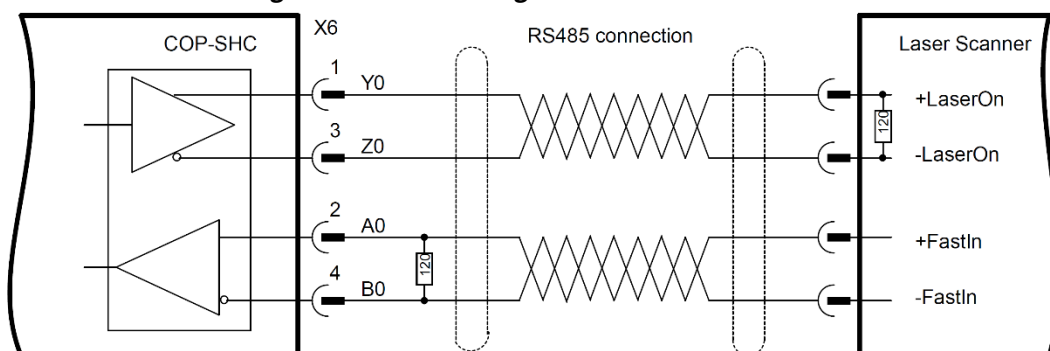 COP-SHC
X6
RS485 connection
Laser Scanner
1
Y0
+LaserOn
120
3
Z0
-LaserOn
2
A0
+FastIn
120
4
B0
-FastIn